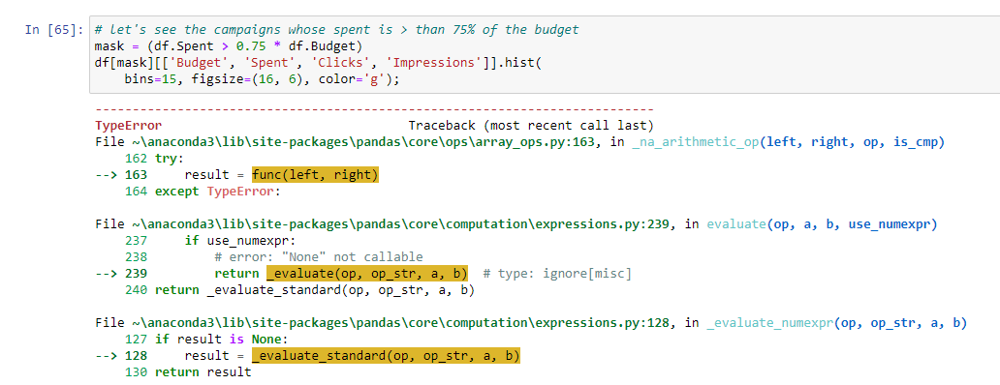 In [65]: # let's see the campaigns whose spent is > than 75% of the budget
mask = (df.Spent > 0.75 * df.Budget)
df[mask][['Budget', 'Spent', 'Clicks', 'Impressions']].hist(
    bins=15, figsize=(16, 6), color='g');
---------------------------------------------------------------------------
TypeError                                 Traceback (most recent call last)
File ~\anaconda3\lib\site-packages\pandas\core\ops\array_ops.py:163, in _na_arithmetic_op(left, right, op, is_cmp)
    162 try:
--> 163     result = func(left, right)
    164 except TypeError:
File ~\anaconda3\lib\site-packages\pandas\core\computation\expressions.py:239, in evaluate(op, a, b, use_numexpr)
    237     if use_numexpr:
    238         # error: "None" not callable
--> 239         return _evaluate(op, op_str, a, b)  # type: ignore[misc]
    240 return _evaluate_standard(op, op_str, a, b)
File ~\anaconda3\lib\site-packages\pandas\core\computation\expressions.py:128, in _evaluate_numexpr(op, op_str, a, b)
    127 if result is None:
--> 128     result = _evaluate_standard(op, op_str, a, b)
    130 return result